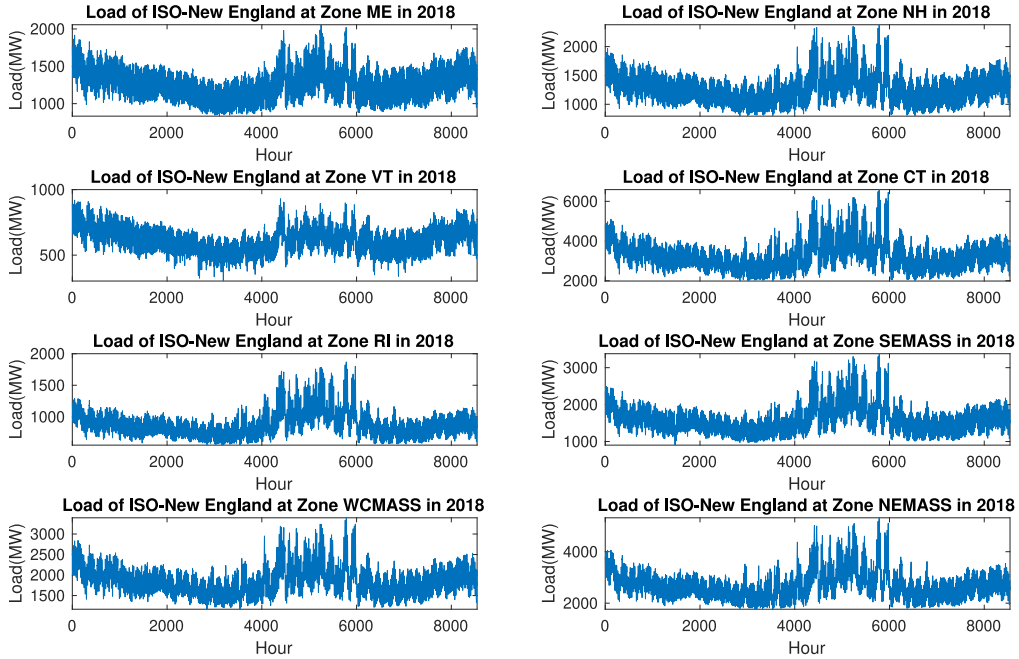 Load of ISO-New England at Zone ME in 2018
Load(MW)
2000
1500
1000
0 2000 4000 6000 8000
Hour
Load of ISO-New England at Zone NH in 2018
Load(MW)
2000
1500
1000
0 2000 4000 6000 8000
Hour
Load of ISO-New England at Zone VT in 2018
Load(MW)
1000
500
0 2000 4000 6000 8000
Hour
Load of ISO-New England at Zone CT in 2018
Load(MW)
6000
4000
2000
0 2000 4000 6000 8000
Hour
Load of ISO-New England at Zone RI in 2018
Load(MW)
2000
1500
1000
0 2000 4000 6000 8000
Hour
Load of ISO-New England at Zone SEMASS in 2018
Load(MW)
3000
2000
1000
0 2000 4000 6000 8000
Hour
Load of ISO-New England at Zone WCMASS in 2018
Load(MW)
3000
2500
2000
1500
0 2000 4000 6000 8000
Hour
Load of ISO-New England at Zone NEMASS in 2018
Load(MW)
4000
2000
0 2000 4000 6000 8000
Hour